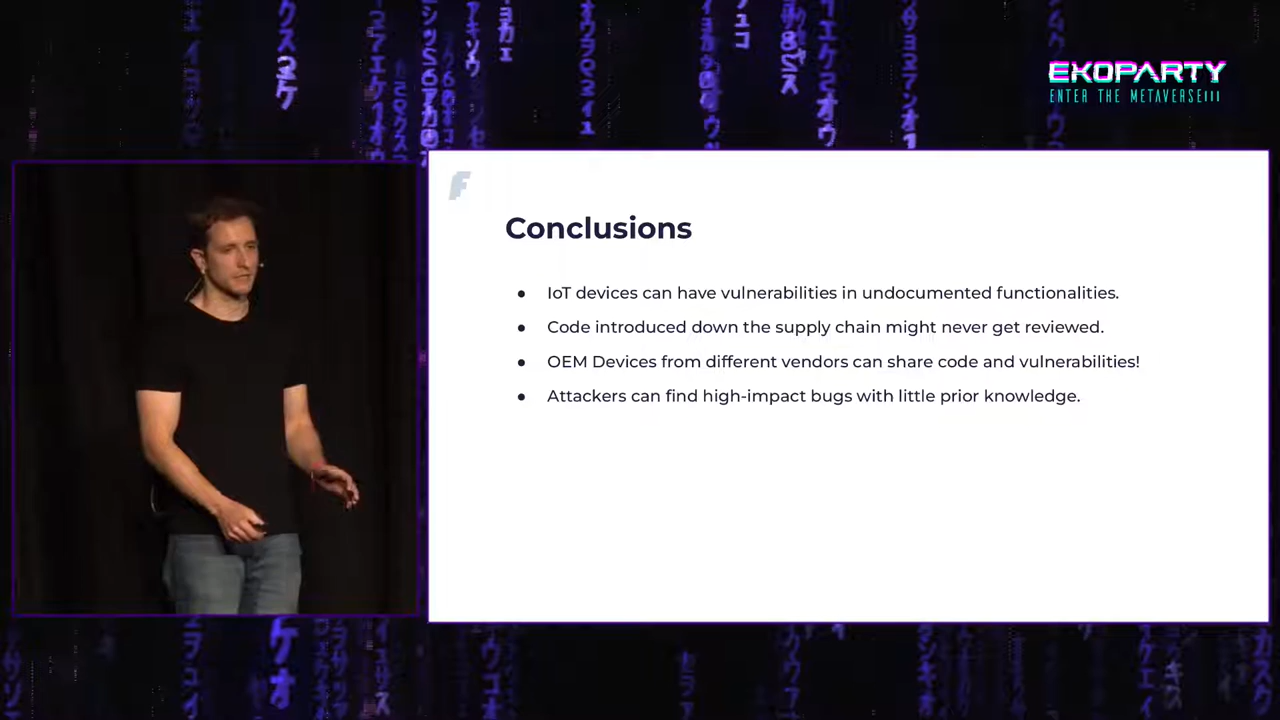 EKOPARTY
ENTER THE METAVERSE
F
Conclusions
● IoT devices can have vulnerabilities in undocumented functionalities.
● Code introduced down the supply chain might never get reviewed.
● OEM Devices from different vendors can share code and vulnerabilities!
● Attackers can find high-impact bugs with little prior knowledge.